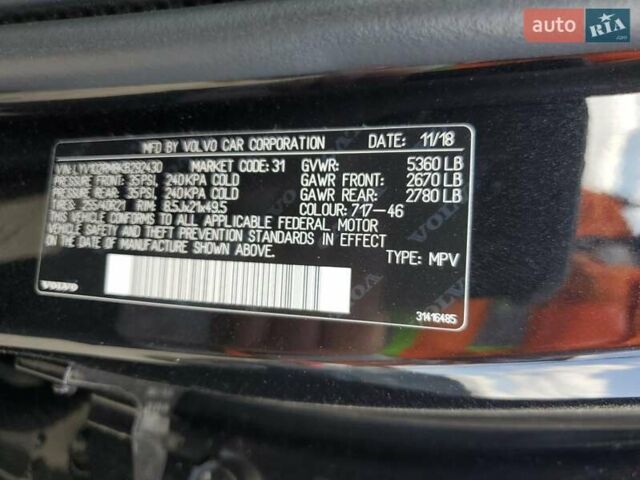 auto RIA.com
MFD BY VOLVO CAR CORPORATION DATE: 11/18
VIN: LYV102RM9KB292430 MARKET CODE: 31 GVWR: 5360 LB
PRESSURE FRONT: 35PSI, 240KPA COLD GAWR FRONT: 2670 LB
PRESSURE REAR: 35PSI, 240KPA COLD GAWR REAR: 2780 LB
TIRES: 255/40R21 RIM: 8.5Jx21x49.5 COLOUR: 717-46
THIS VEHICLE CONFORMS TO ALL APPLICABLE FEDERAL MOTOR
VEHICLE SAFETY AND THEFT PREVENTION STANDARDS IN EFFECT
ON THE DATE OF MANUFACTURE SHOWN ABOVE.
TYPE: MPV
VOLVO
31416485